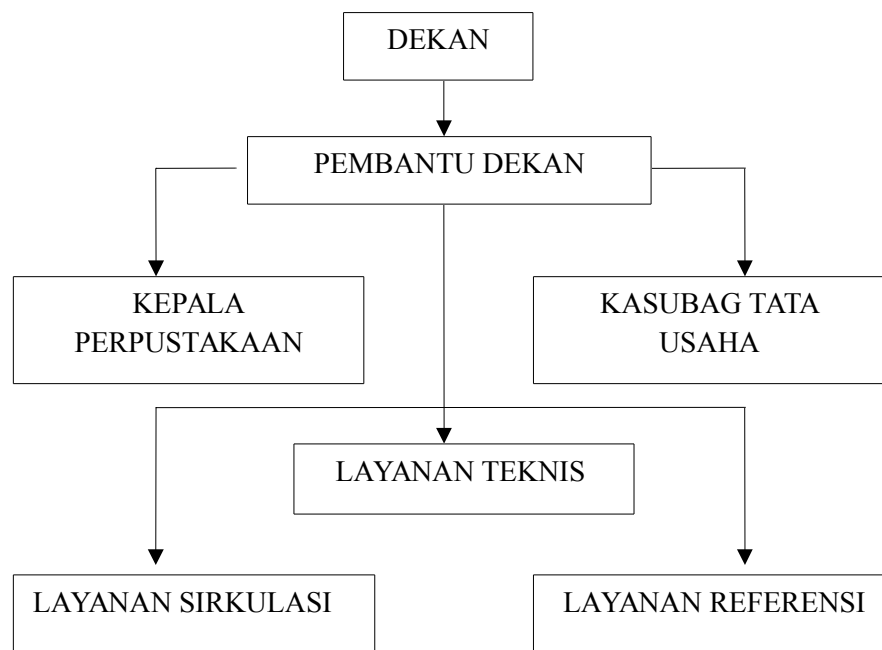 DEKAN
PEMBANTU DEKAN
KEPALA
PERPUSTAKAAN
KASUBAG TATA
USAHA
LAYANAN TEKNIS
LAYANAN SIRKULASI
LAYANAN REFERENSI